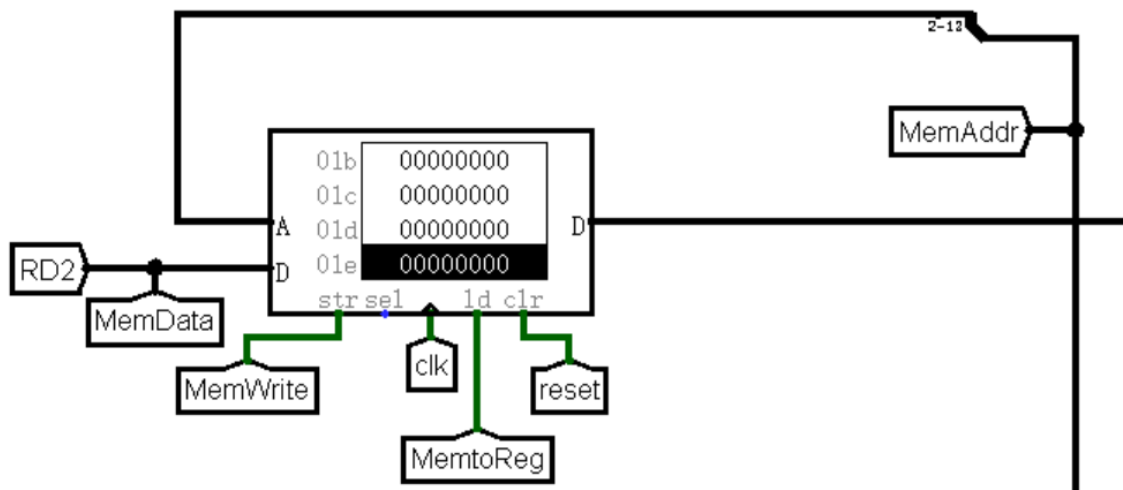 2-12
MemAddr
01b 00000000
01c 00000000
A 01d 00000000 D
01e 00000000
RD2 D
str sel ld clr
MemData
clk
MemWrite
reset
MemtoReg